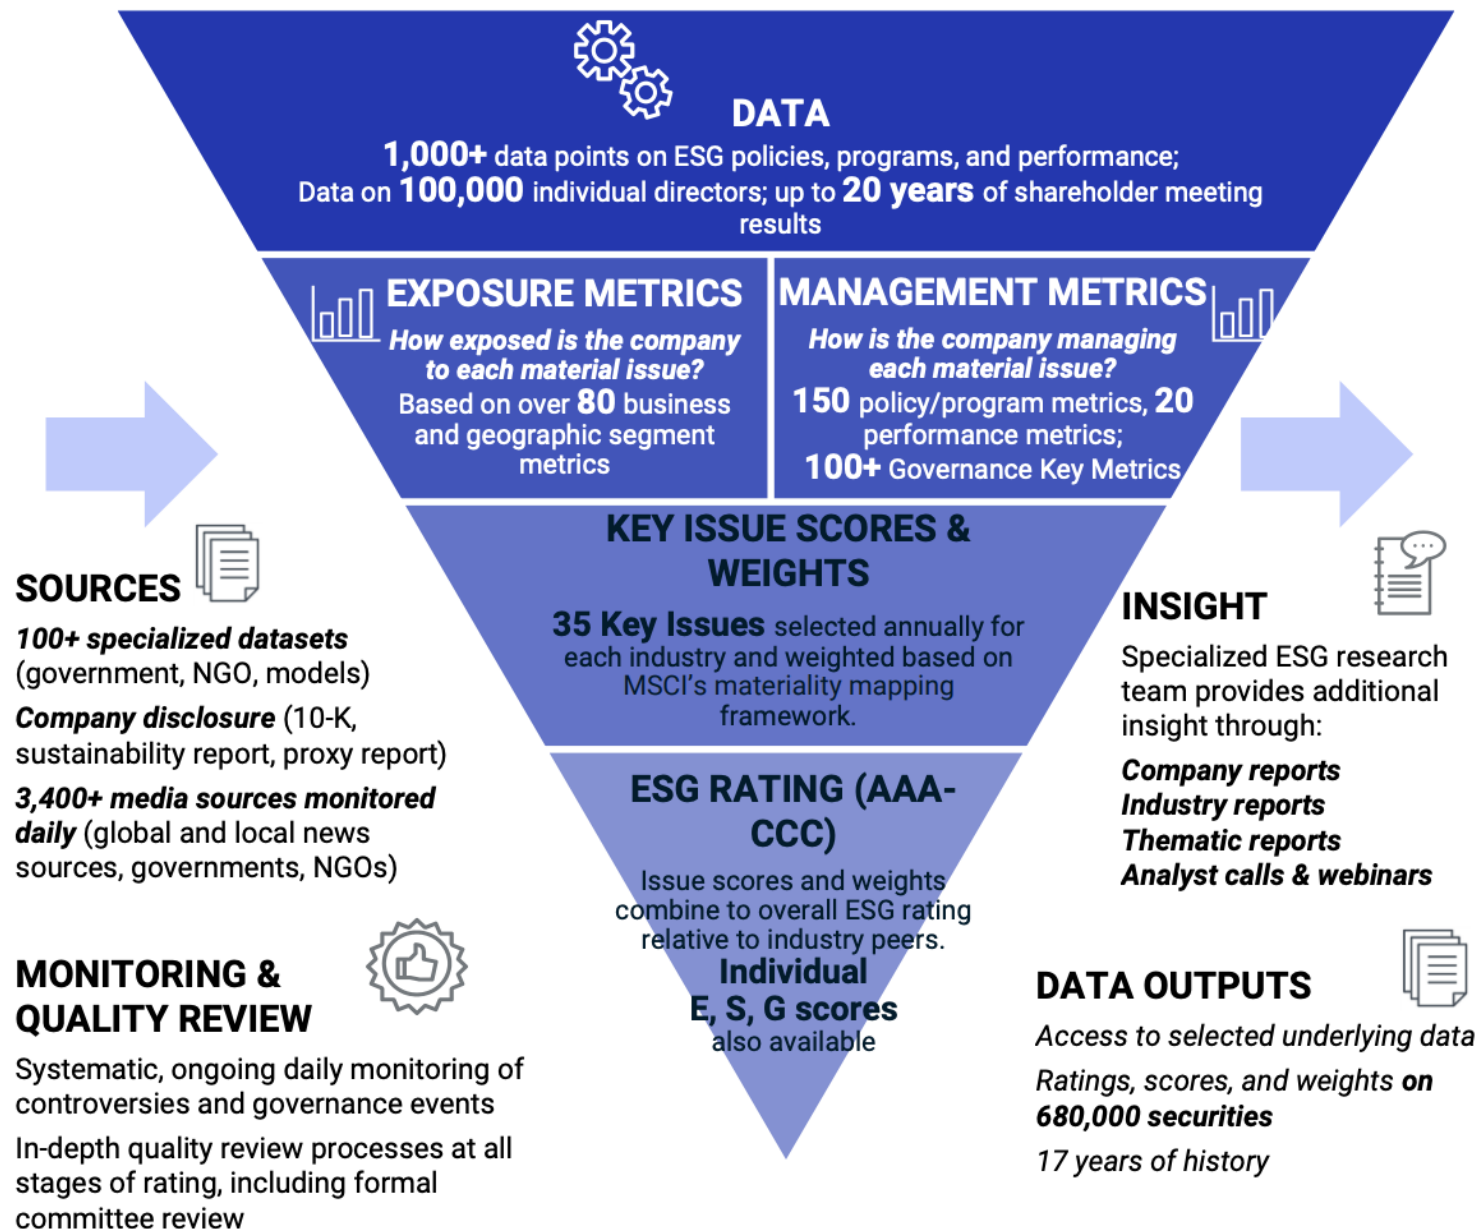 DATA
1,000+ data points on ESG policies, programs, and performance;
Data on 100,000 individual directors; up to 20 years of shareholder meeting
results
EXPOSURE METRICS
How exposed is the company
to each material issue?
Based on over 80 business
and geographic segment
metrics
MANAGEMENT METRICS
How is the company managing
each material issue?
150 policy/program metrics, 20
performance metrics;
100+ Governance Key Metrics
KEY ISSUE SCORES &
WEIGHTS
35 Key Issues selected annually for
each industry and weighted based on
MSCI's materiality mapping
framework.
ESG RATING (AAA-
CCC)
Issue scores and weights
combine to overall ESG rating
relative to industry peers.
Individual
E, S, G scores
also available
SOURCES
100+ specialized datasets
(government, NGO, models)
Company disclosure (10-K,
sustainability report, proxy report)
3,400+ media sources monitored
daily (global and local news
sources, governments, NGOs)
MONITORING &
QUALITY REVIEW
Systematic, ongoing daily monitoring of
controversies and governance events
In-depth quality review processes at all
stages of rating, including formal
committee review
INSIGHT
Specialized ESG research
team provides additional
insight through:
Company reports
Industry reports
Thematic reports
Analyst calls & webinars
DATA OUTPUTS
Access to selected underlying data
Ratings, scores, and weights on
680,000 securities
17 years of history